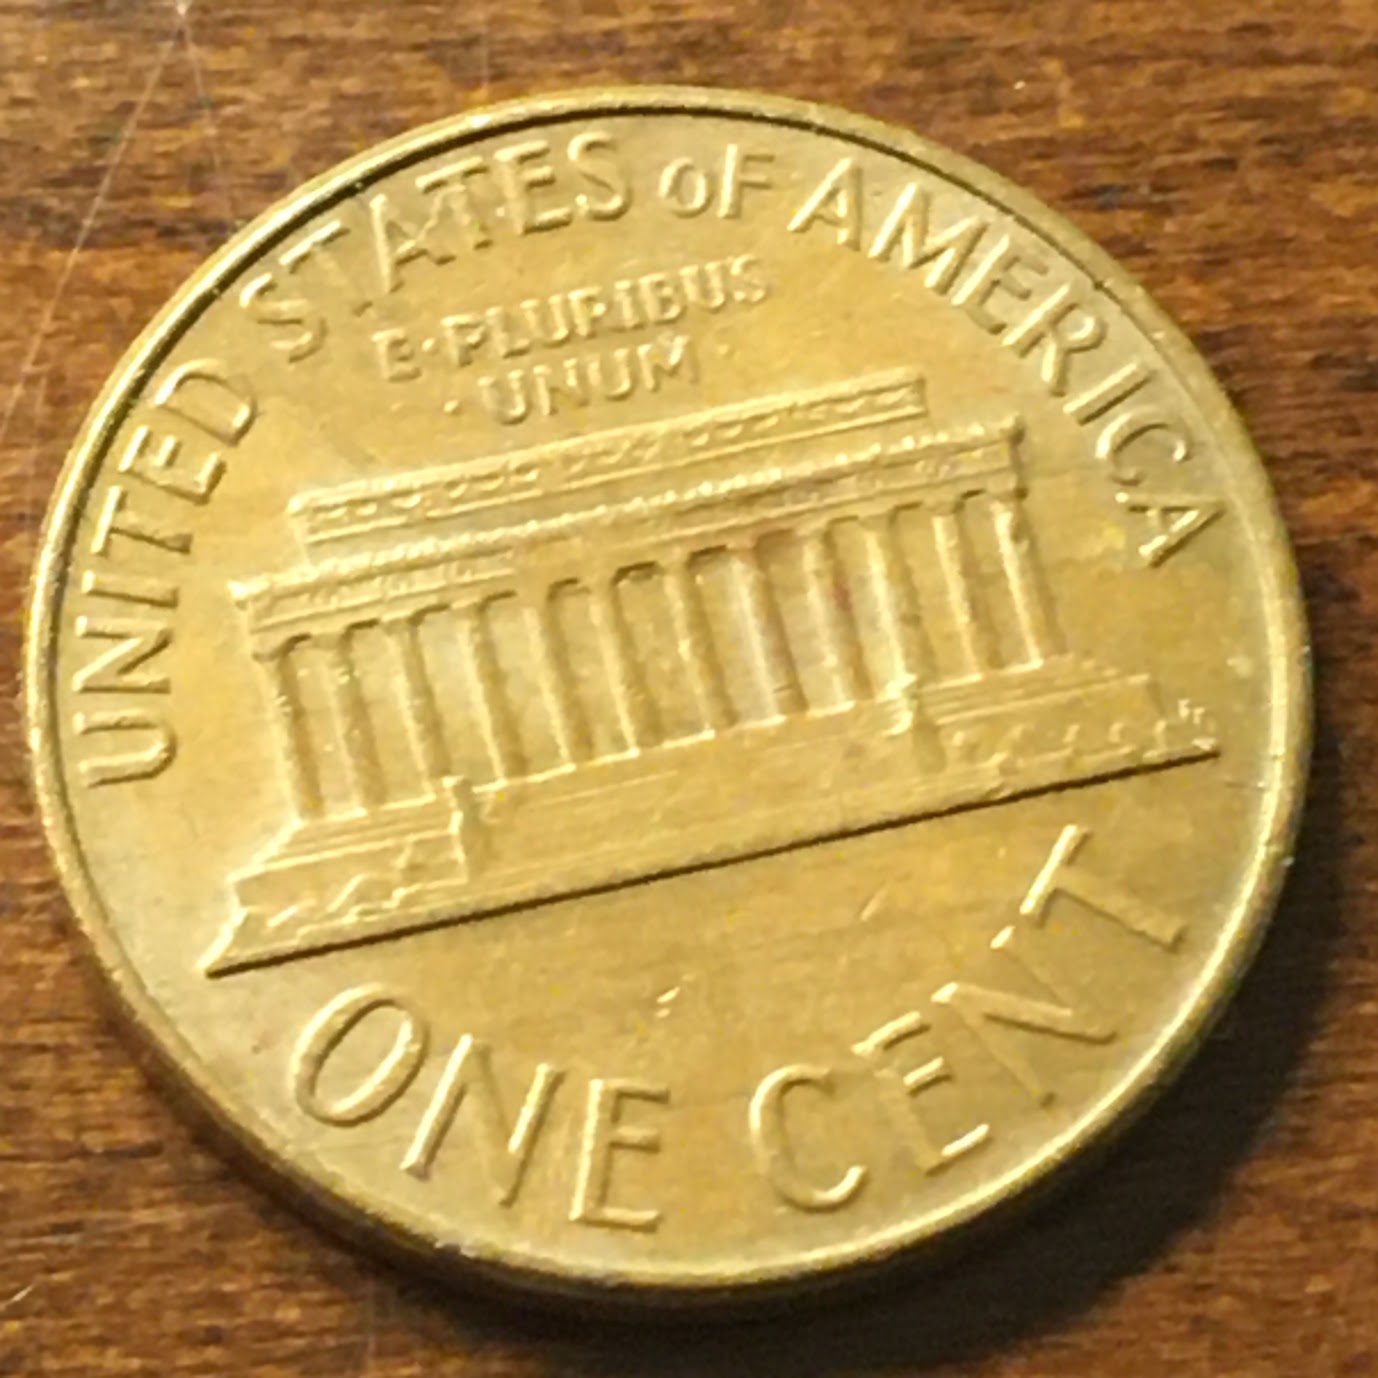 UNITED STATES OF AMERICA
E·PLURIBUS
·UNUM·
ONE CENT